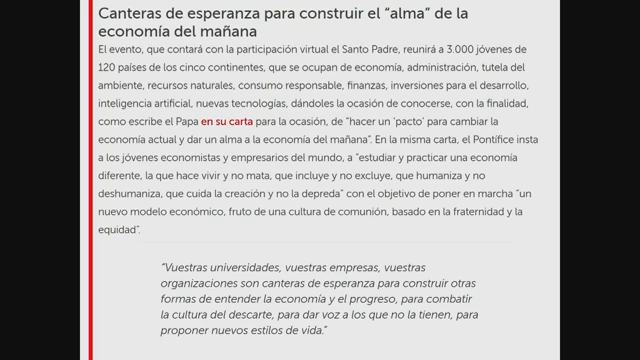 Canteras de esperanza para construir el “alma” de la
economía del mañana
El evento, que contará con la participación virtual el Santo Padre, reunirá a 3.000 jóvenes de
120 países de los cinco continentes, que se ocupan de economía, administración, tutela del
ambiente, recursos naturales, consumo responsable, finanzas, inversiones para el desarrollo,
inteligencia artificial, nuevas tecnologías, dándoles la ocasión de conocerse, con la finalidad,
como escribe el Papa en su carta para la ocasión, de “hacer un ‘pacto’ para cambiar la
economía actual y dar un alma a la economía del mañana”. En la misma carta, el Pontífice insta
a los jóvenes economistas y empresarios del mundo, a “estudiar y practicar una economía
diferente, la que hace vivir y no mata, que incluye y no excluye, que humaniza y no
deshumaniza, que cuida la creación y no la depreda” con el objetivo de poner en marcha “un
nuevo modelo económico, fruto de una cultura de comunión, basado en la fraternidad y la
equidad”.
“Vuestras universidades, vuestras empresas, vuestras
organizaciones son canteras de esperanza para construir otras
formas de entender la economía y el progreso, para combatir
la cultura del descarte, para dar voz a los que no la tienen, para
proponer nuevos estilos de vida.”